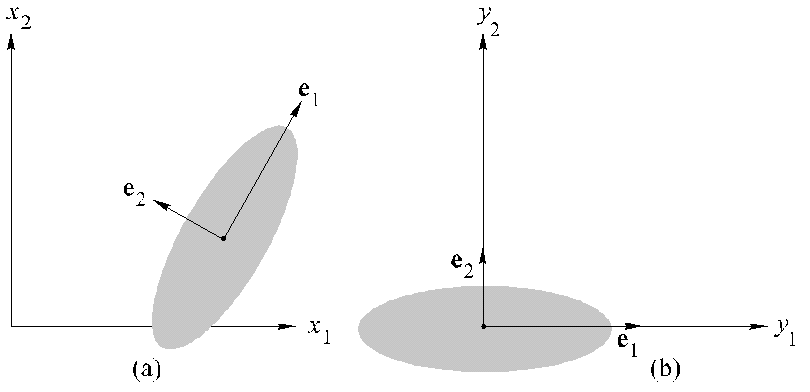 x₂
e₁
e₂
x₁
(a)
y₂
e₂
e₁
y₁
(b)